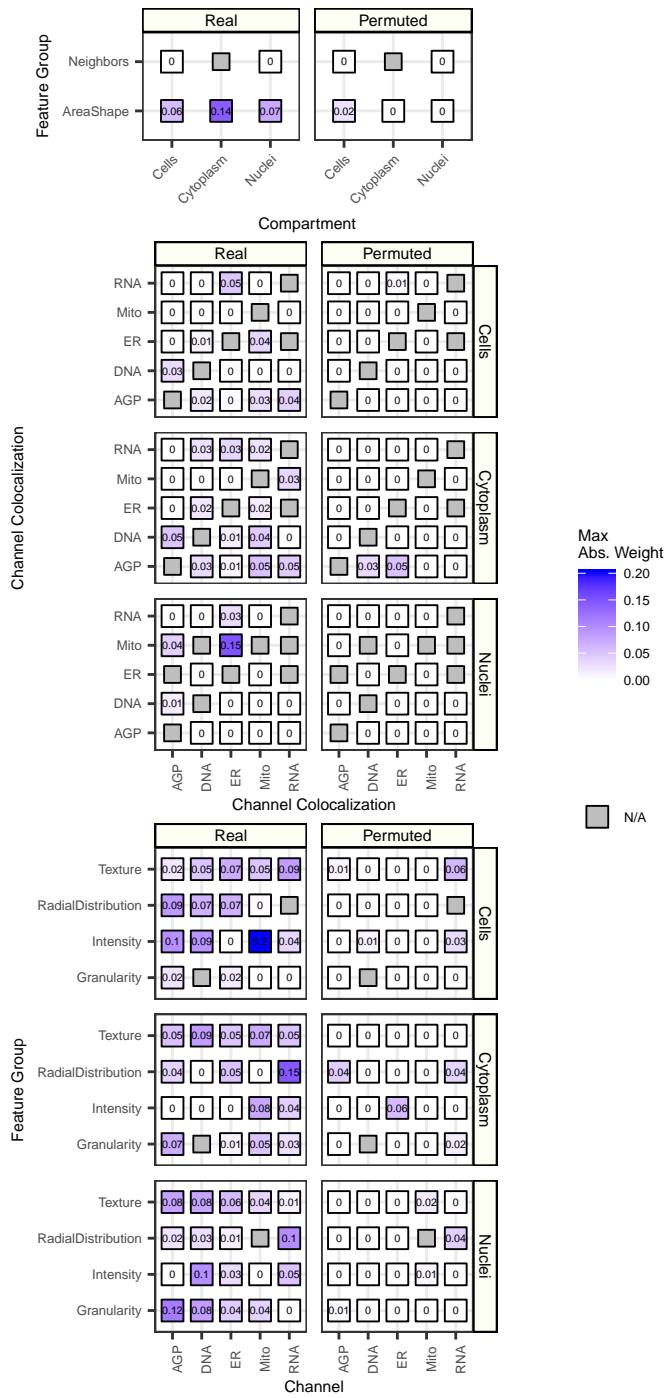 Real Permuted
Neighbors 0 0 0 0
AreaShape 0.06 0.14 0.07 0.02 0 0
Feature Group
Cells Cytoplasm Nuclei Cells Cytoplasm Nuclei
Compartment
Real Permuted
RNA 0 0 0.05 0 0 0 0.01 0
Mito 0 0 0 0 0 0 0 0
ER 0 0.01 0.04 0 0 0
DNA 0.03 0 0 0 0 0 0 0
AGP 0.02 0 0.03 0.04 0 0 0 0
Cells
RNA 0 0.03 0.03 0.02 0 0 0 0
Mito 0 0 0 0.03 0 0 0 0
ER 0 0.02 0.02 0 0 0
DNA 0.05 0.01 0.04 0 0 0 0 0
AGP 0.03 0.01 0.05 0.05 0.03 0.05 0 0
Cytoplasm
RNA 0 0 0.03 0 0 0 0 0
Mito 0.04 0.15 0 0
ER 0 0 0 0
DNA 0.01 0 0 0 0 0 0 0
AGP 0 0 0 0 0 0 0 0
Nuclei
Channel Colocalization
AGP DNA ER Mito RNA AGP DNA ER Mito RNA
Channel Colocalization
Max
Abs. Weight
0.20
0.15
0.10
0.05
0.00
N/A
Real Permuted
Texture 0.02 0.05 0.07 0.05 0.09 0.01 0 0 0 0.06
RadialDistribution 0.09 0.07 0.07 0 0 0 0 0
Intensity 0.1 0.09 0 0.2 0.04 0 0.01 0 0 0.03
Granularity 0.02 0.02 0 0 0 0 0 0
Cells
Texture 0.05 0.09 0.05 0.07 0.05 0 0 0 0 0
RadialDistribution 0.04 0 0.05 0 0.15 0.04 0 0 0 0.04
Intensity 0 0 0 0.08 0.04 0 0 0.06 0 0
Granularity 0.07 0.01 0.05 0.03 0 0 0 0.02
Cytoplasm
Texture 0.08 0.08 0.06 0.04 0.01 0 0 0 0.02 0
RadialDistribution 0.02 0.03 0.01 0.1 0 0 0 0.04
Intensity 0 0.1 0.03 0 0.05 0 0 0 0.01 0
Granularity 0.12 0.08 0.04 0.04 0 0.01 0 0 0 0
Nuclei
Feature Group
AGP DNA ER Mito RNA AGP DNA ER Mito RNA
Channel